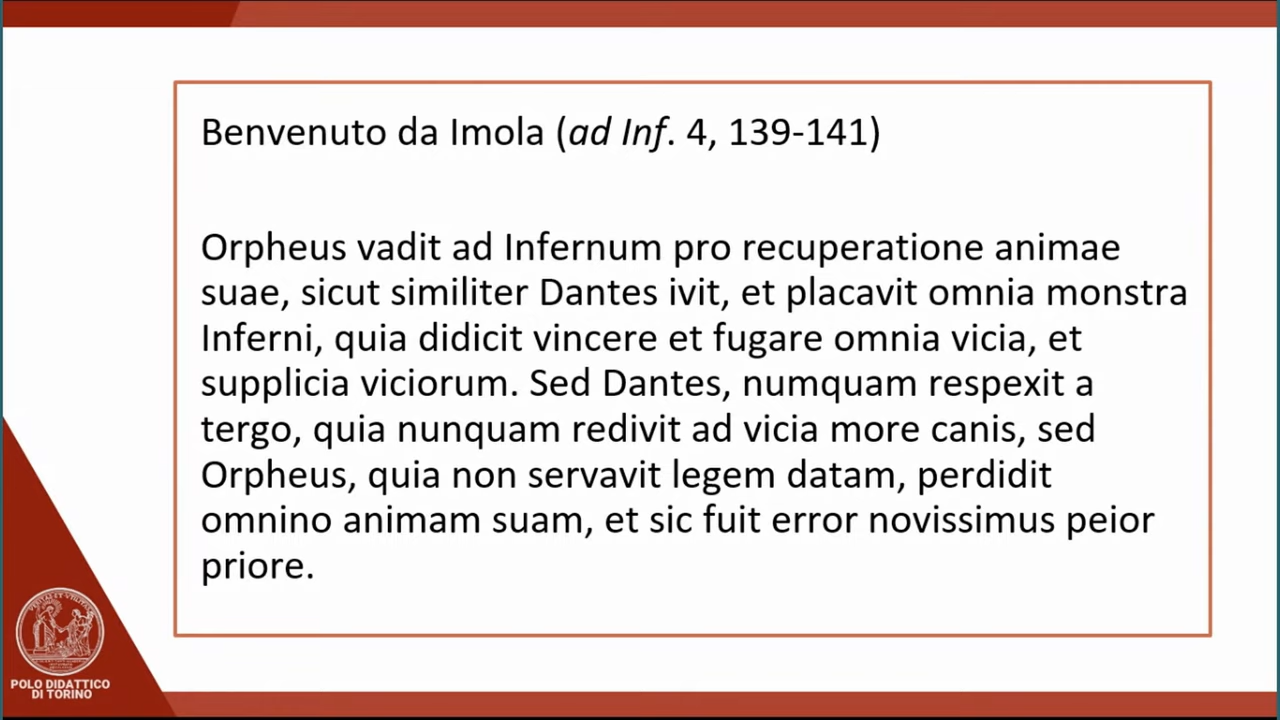 Benvenuto da Imola (ad Inf. 4, 139-141)
Orpheus vadit ad Infernum pro recuperatione animae
suae, sicut similiter Dantes ivit, et placavit omnia monstra
Inferni, quia didicit vincere et fugare omnia vicia, et
supplicia viciorum. Sed Dantes, numquam respexit a
tergo, quia nunquam redivit ad vicia more canis, sed
Orpheus, quia non servavit legem datam, perdidit
omnino animam suam, et sic fuit error novissimus peior
priore.
POLO DIDATTICO
DI TORINO